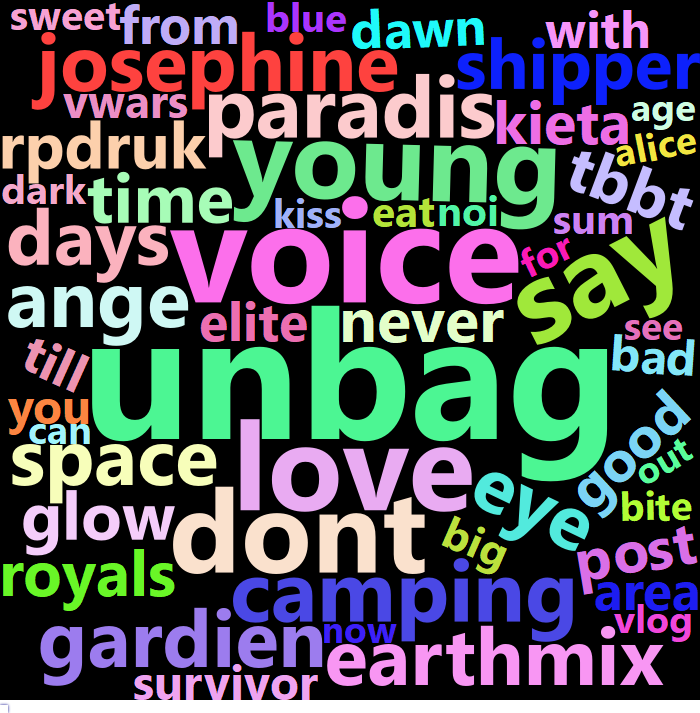 sweet
from
blue
dawn
with
josephine
shipper
vwars
paradis
kieta
age
rpdruk
young
alice
tbbt
dark
time
kiss
eat
noi
sum
days
voice
for
say
ange
elite
never
see
till
unbag
bad
you
can
space
love
good
out
glow
dont
eye
bite
big
post
royals
camping
area
gardien
now
vlog
earthmix
survivor